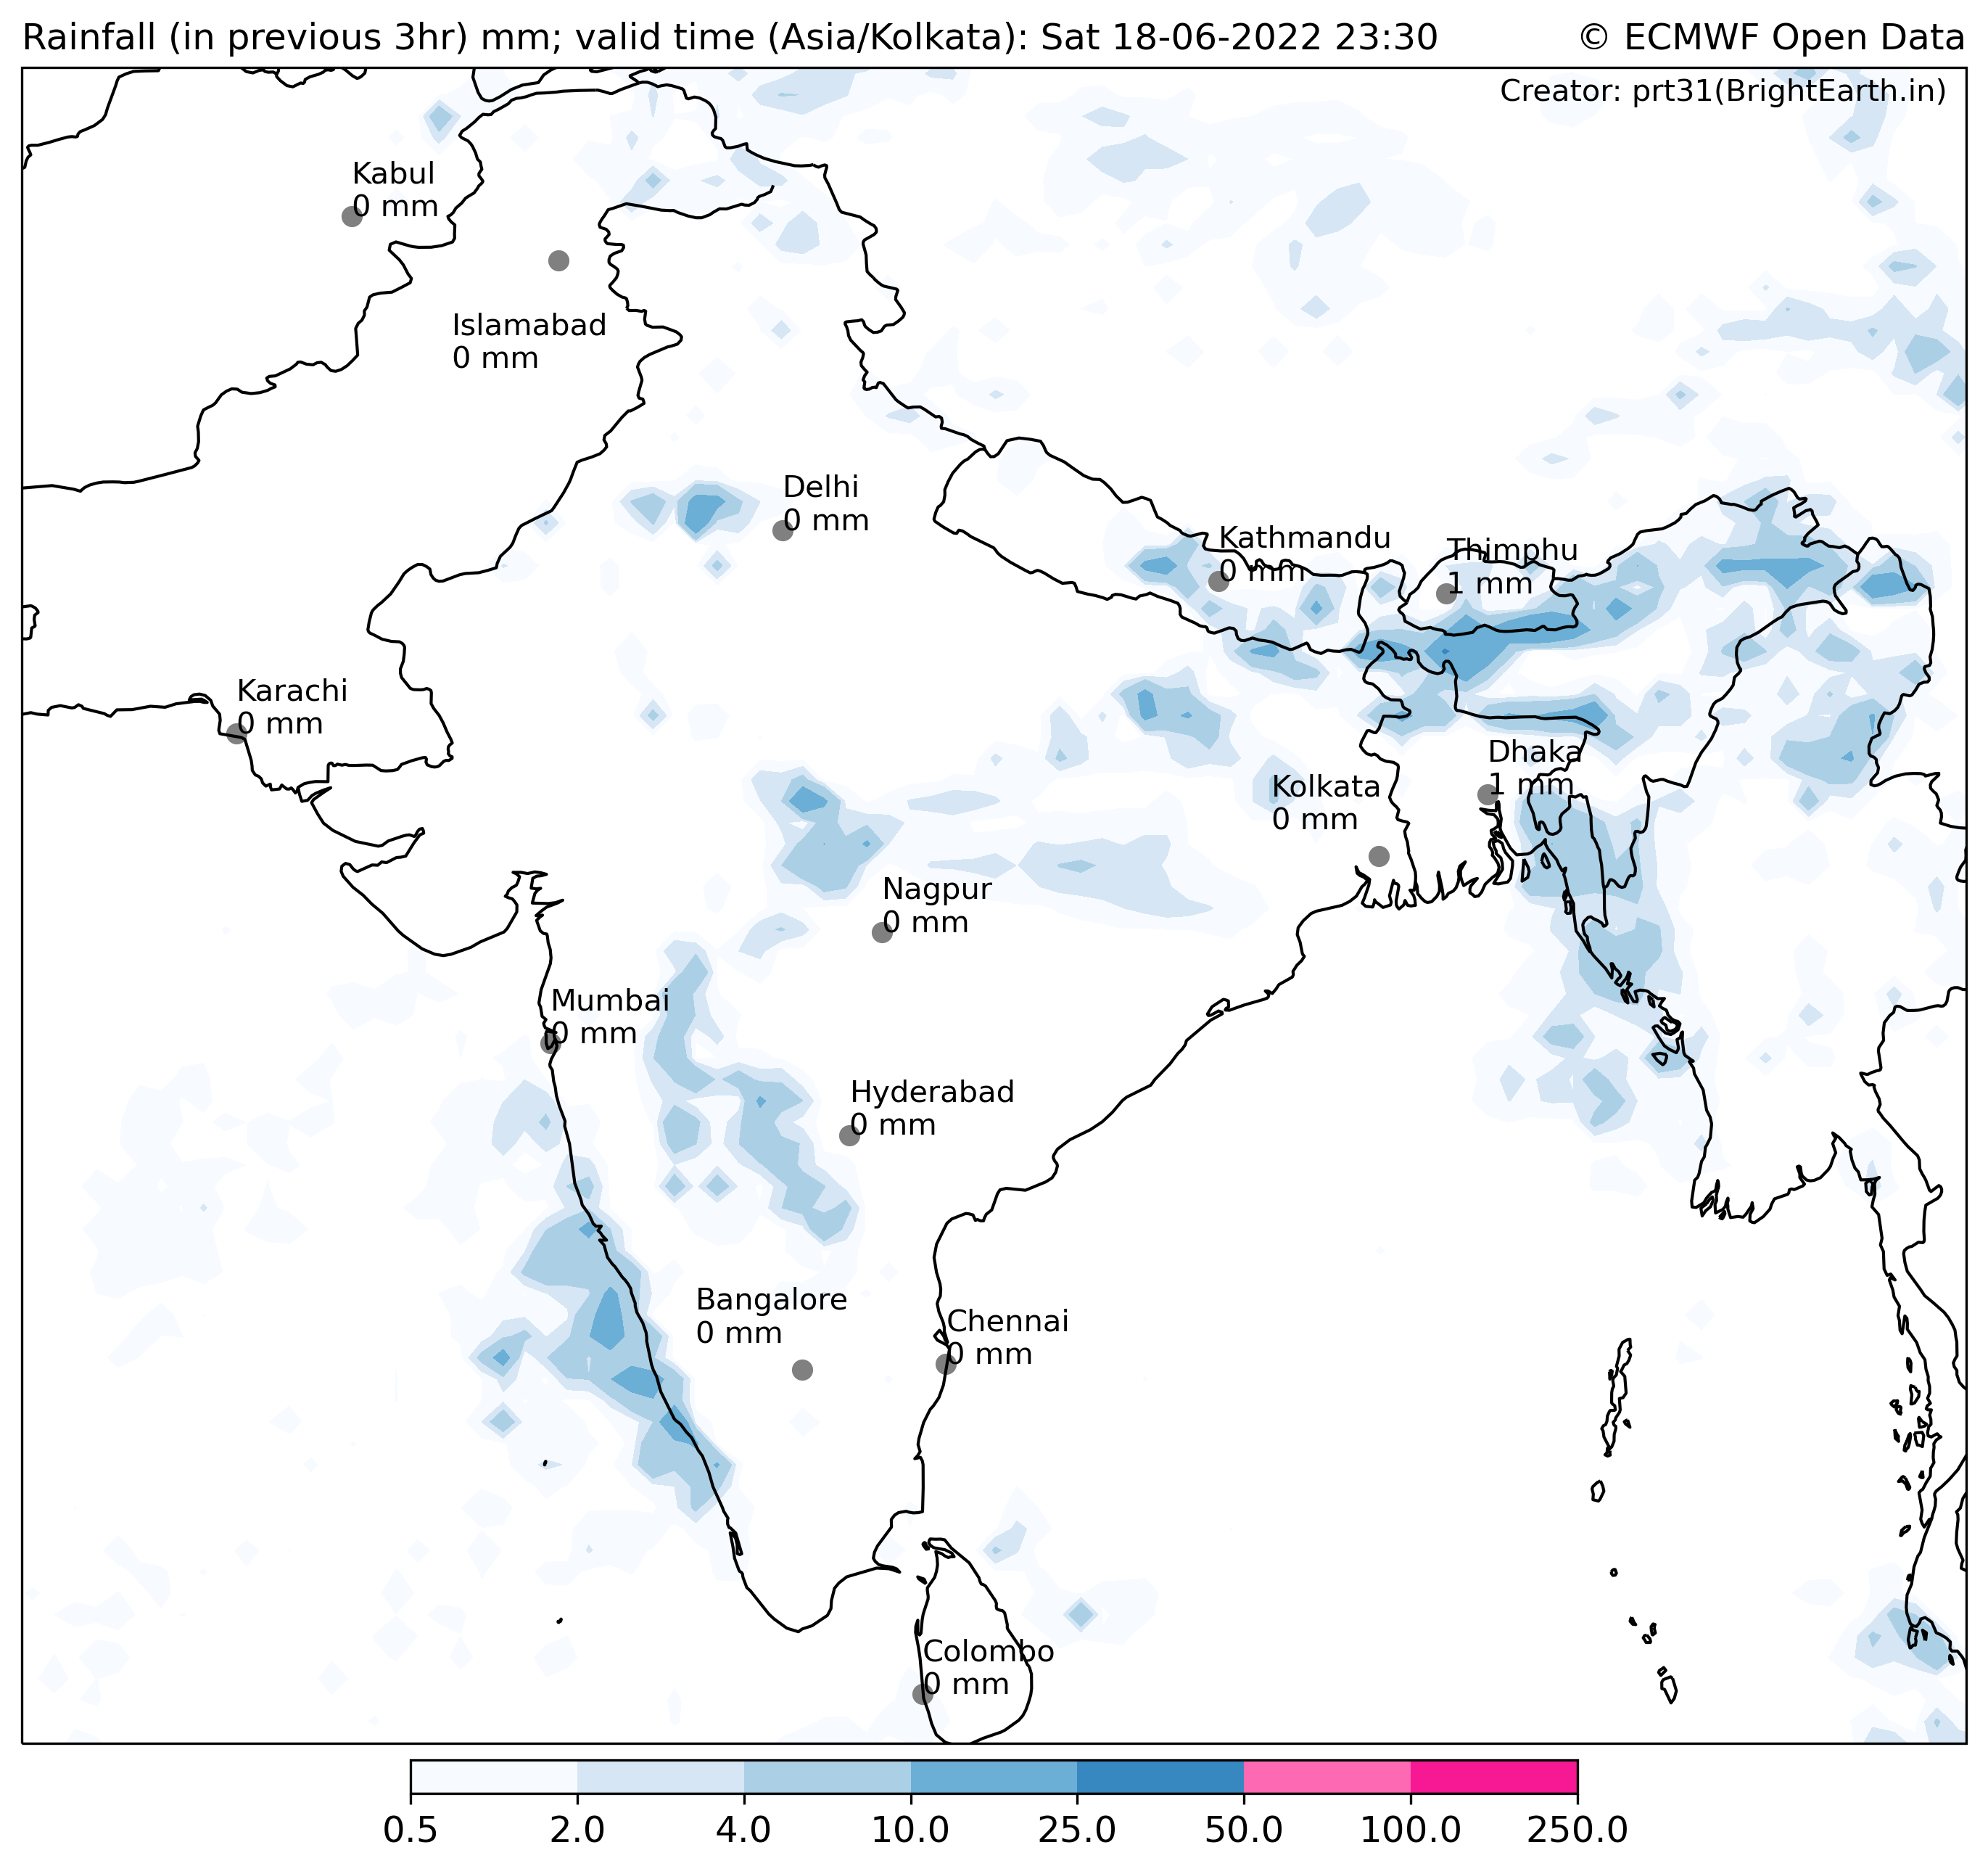 Rainfall (in previous 3hr) mm; valid time (Asia/Kolkata): Sat 18-06-2022 23:30
© ECMWF Open Data
Creator: prt31(BrightEarth.in)
Kabul
0 mm
Islamabad
0 mm
Delhi
0 mm
Kathmandu
0 mm
Thimphu
1 mm
Karachi
0 mm
Dhaka
1 mm
Kolkata
0 mm
Nagpur
0 mm
Mumbai
0 mm
Hyderabad
0 mm
Bangalore
0 mm
Chennai
0 mm
Colombo
0 mm
0.5 2.0 4.0 10.0 25.0 50.0 100.0 250.0